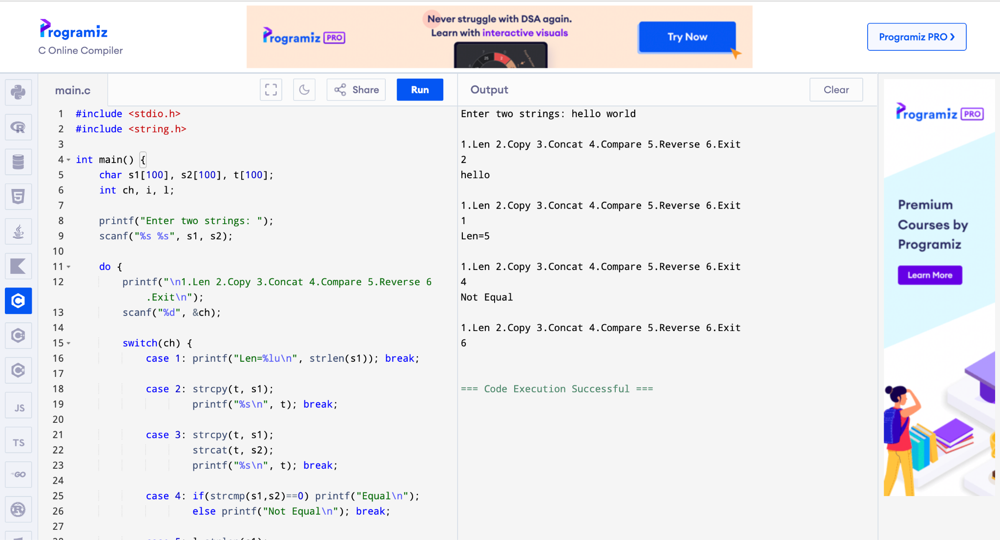 Programiz
C Online Compiler
Programiz PRO
Never struggle with DSA again.
Learn with interactive visuals
Try Now
Programiz PRO ❯
main.c
Share
Run
Output
Clear
1 #include <stdio.h>
2 #include <string.h>
3
4 int main() {
5 char s1[100], s2[100], t[100];
6 int ch, i, l;
7
8 printf("Enter two strings: ");
9 scanf("%s %s", s1, s2);
10
11 do {
12 printf("\n1.Len 2.Copy 3.Concat 4.Compare 5.Reverse 6
.Exit\n");
13 scanf("%d", &ch);
14
15 switch(ch) {
16 case 1: printf("Len=%lu\n", strlen(s1)); break;
17
18 case 2: strcpy(t, s1);
19 printf("%s\n", t); break;
20
21 case 3: strcpy(t, s1);
22 strcat(t, s2);
23 printf("%s\n", t); break;
24
25 case 4: if(strcmp(s1,s2)==0) printf("Equal\n");
26 else printf("Not Equal\n"); break;
27
Enter two strings: hello world
1.Len 2.Copy 3.Concat 4.Compare 5.Reverse 6.Exit
2
hello
1.Len 2.Copy 3.Concat 4.Compare 5.Reverse 6.Exit
1
Len=5
1.Len 2.Copy 3.Concat 4.Compare 5.Reverse 6.Exit
4
Not Equal
1.Len 2.Copy 3.Concat 4.Compare 5.Reverse 6.Exit
6
=== Code Execution Successful ===
Programiz PRO
Premium
Courses by
Programiz
Learn More
JS
TS
GO